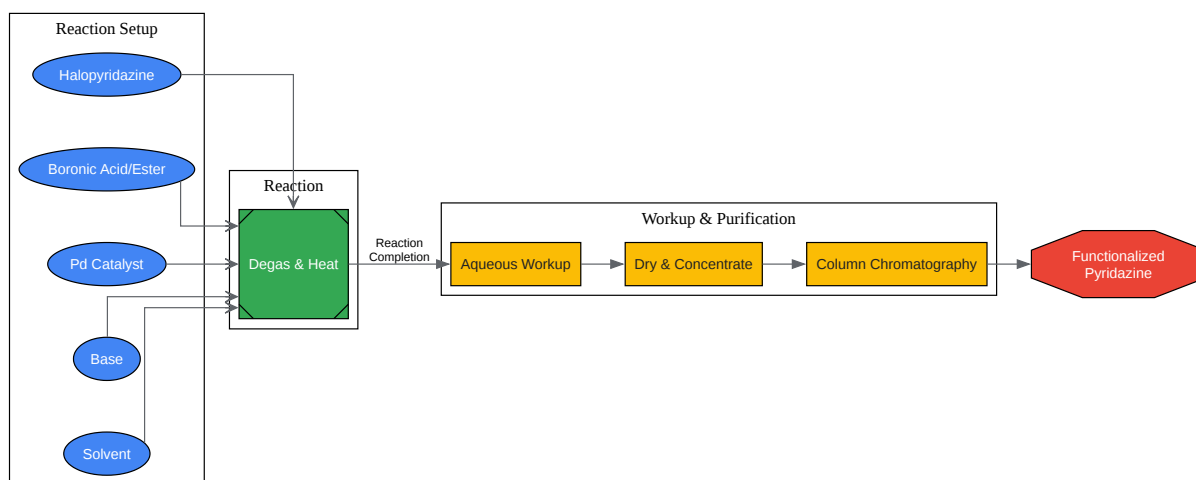 Reaction Setup
Halopyridazine
Boronic Acid/Ester
Pd Catalyst
Base
Solvent
Reaction
Degas & Heat
Reaction
Completion
Workup & Purification
Aqueous Workup
Dry & Concentrate
Column Chromatography
Functionalized
Pyridazine